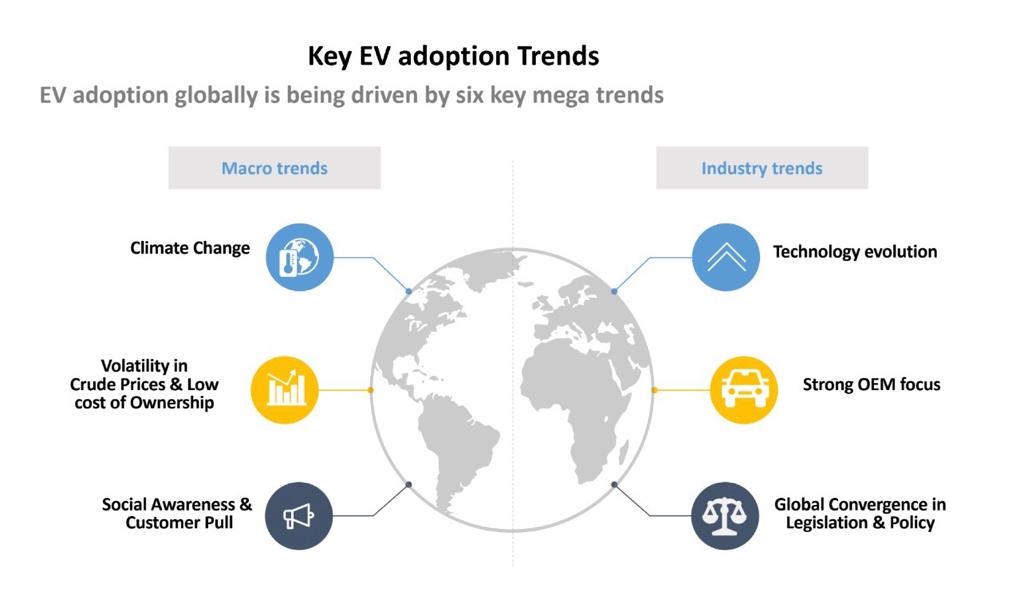 Key EV adoption Trends
EV adoption globally is being driven by six key mega trends
Macro trends
Industry trends
Climate Change
Technology evolution
Volatility in
Crude Prices & Low
cost of Ownership
Strong OEM focus
Social Awareness &
Customer Pull
Global Convergence in
Legislation & Policy